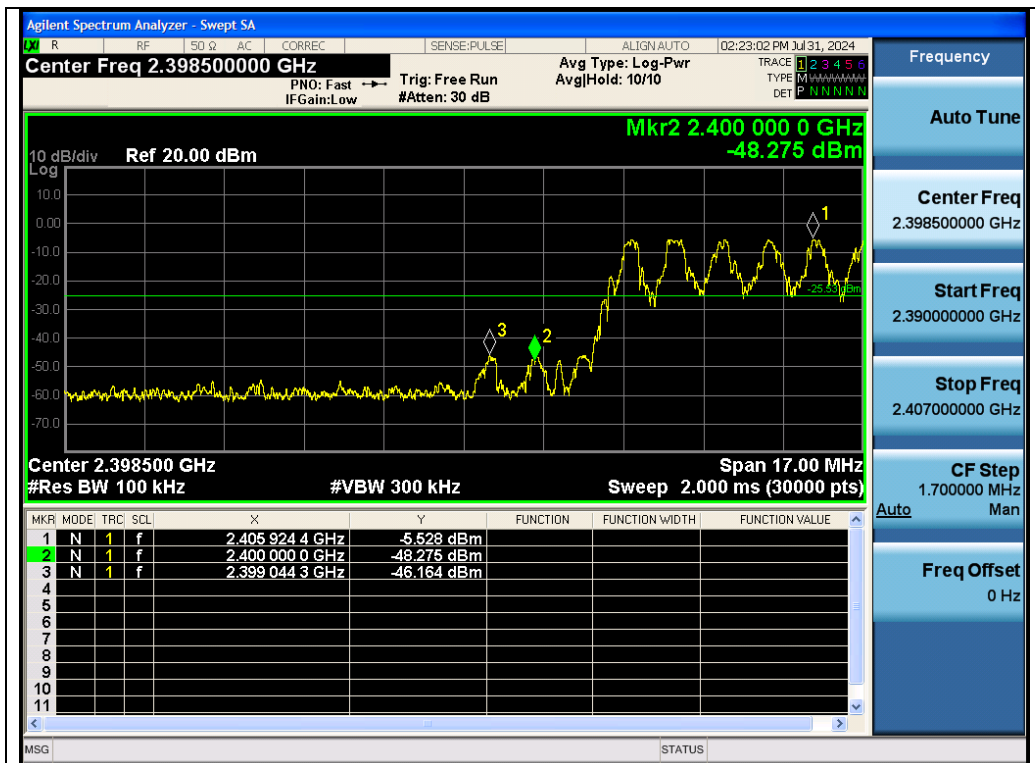 Agilent Spectrum Analyzer - Swept SA
LXI R RF 50 Ω AC CORREC SENSE:PULSE ALIGN AUTO 02:23:02 PM Jul 31, 2024
Center Freq 2.398500000 GHz
PNO: Fast
IFGain:Low
Trig: Free Run
#Atten: 30 dB
Avg Type: Log-Pwr
Avg|Hold: 10/10
TRACE 1 2 3 4 5 6
TYPE M W W W W W
DET P N N N N N
Mkr2 2.400 000 0 GHz
-48.275 dBm
10 dB/div Ref 20.00 dBm
Log
10.0
0.00
-10.0
-20.0
-30.0
-40.0
-50.0
-60.0
-70.0
1
-25.53 dBm
3
2
Center 2.398500 GHz Span 17.00 MHz
#Res BW 100 kHz #VBW 300 kHz Sweep 2.000 ms (30000 pts)
MKR MODE TRC SCL X Y FUNCTION FUNCTION WIDTH FUNCTION VALUE
1 N 1 f 2.405 924 4 GHz -5.528 dBm
2 N 1 f 2.400 000 0 GHz -48.275 dBm
3 N 1 f 2.399 044 3 GHz -46.164 dBm
4
5
6
7
8
9
10
11
MSG STATUS
Frequency
Auto Tune
Center Freq
2.398500000 GHz
Start Freq
2.390000000 GHz
Stop Freq
2.407000000 GHz
CF Step
1.700000 MHz
Auto Man
Freq Offset
0 Hz